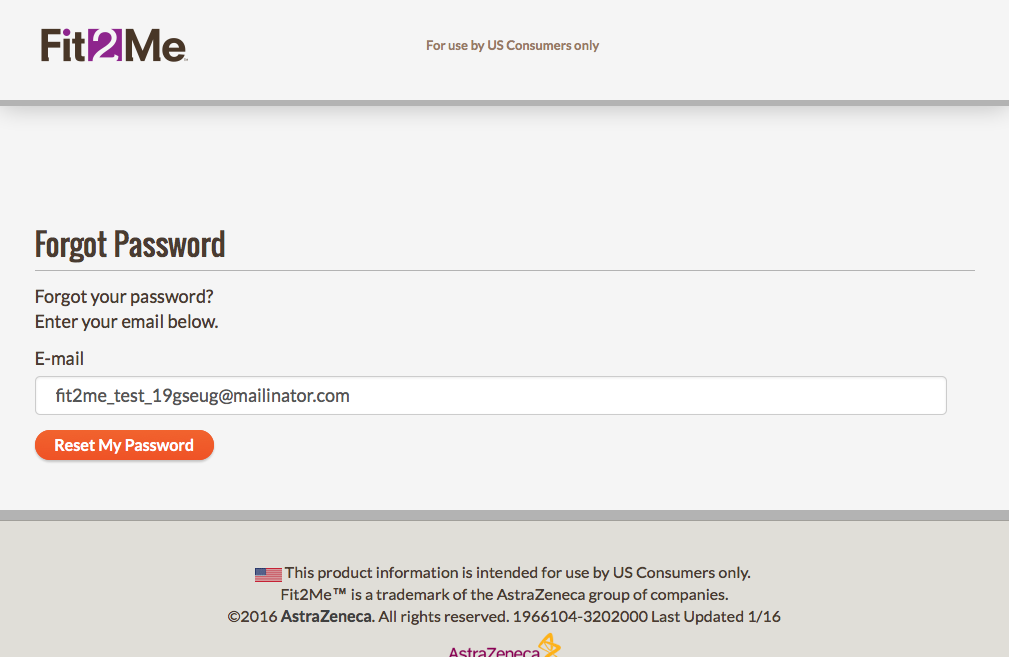 Fit2Me™
For use by US Consumers only
Forgot Password
Forgot your password?
Enter your email below.
E-mail
fit2me_test_19gseug@mailinator.com
Reset My Password
This product information is intended for use by US Consumers only.
Fit2Me™ is a trademark of the AstraZeneca group of companies.
©2016 AstraZeneca. All rights reserved. 1966104-3202000 Last Updated 1/16
AstraZeneca